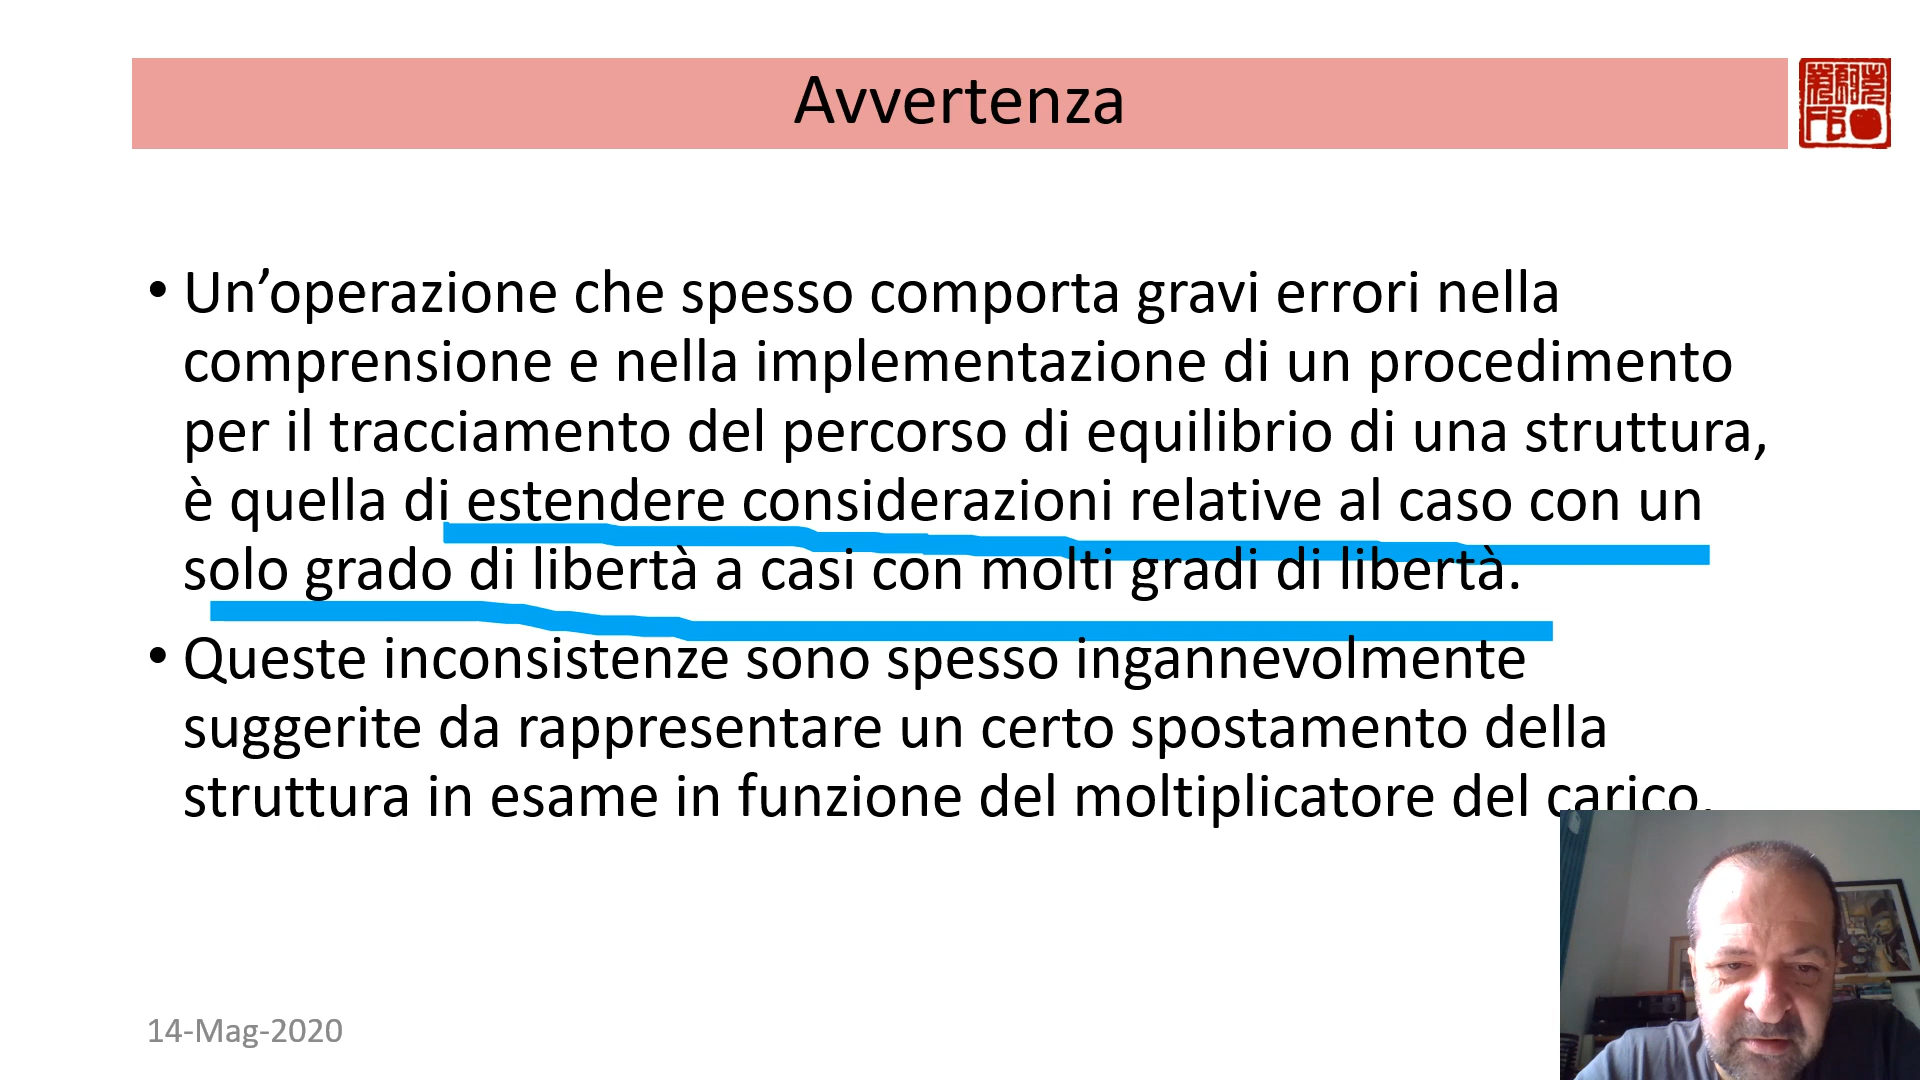 Avvertenza
FB
• Un’operazione che spesso comporta gravi errori nella
comprensione e nella implementazione di un procedimento
per il tracciamento del percorso di equilibrio di una struttura,
è quella di estendere considerazioni relative al caso con un
solo grado di libertà a casi con molti gradi di libertà.
• Queste inconsistenze sono spesso ingannevolmente
suggerite da rappresentare un certo spostamento della
struttura in esame in funzione del moltiplicatore del carico.
14-Mag-2020